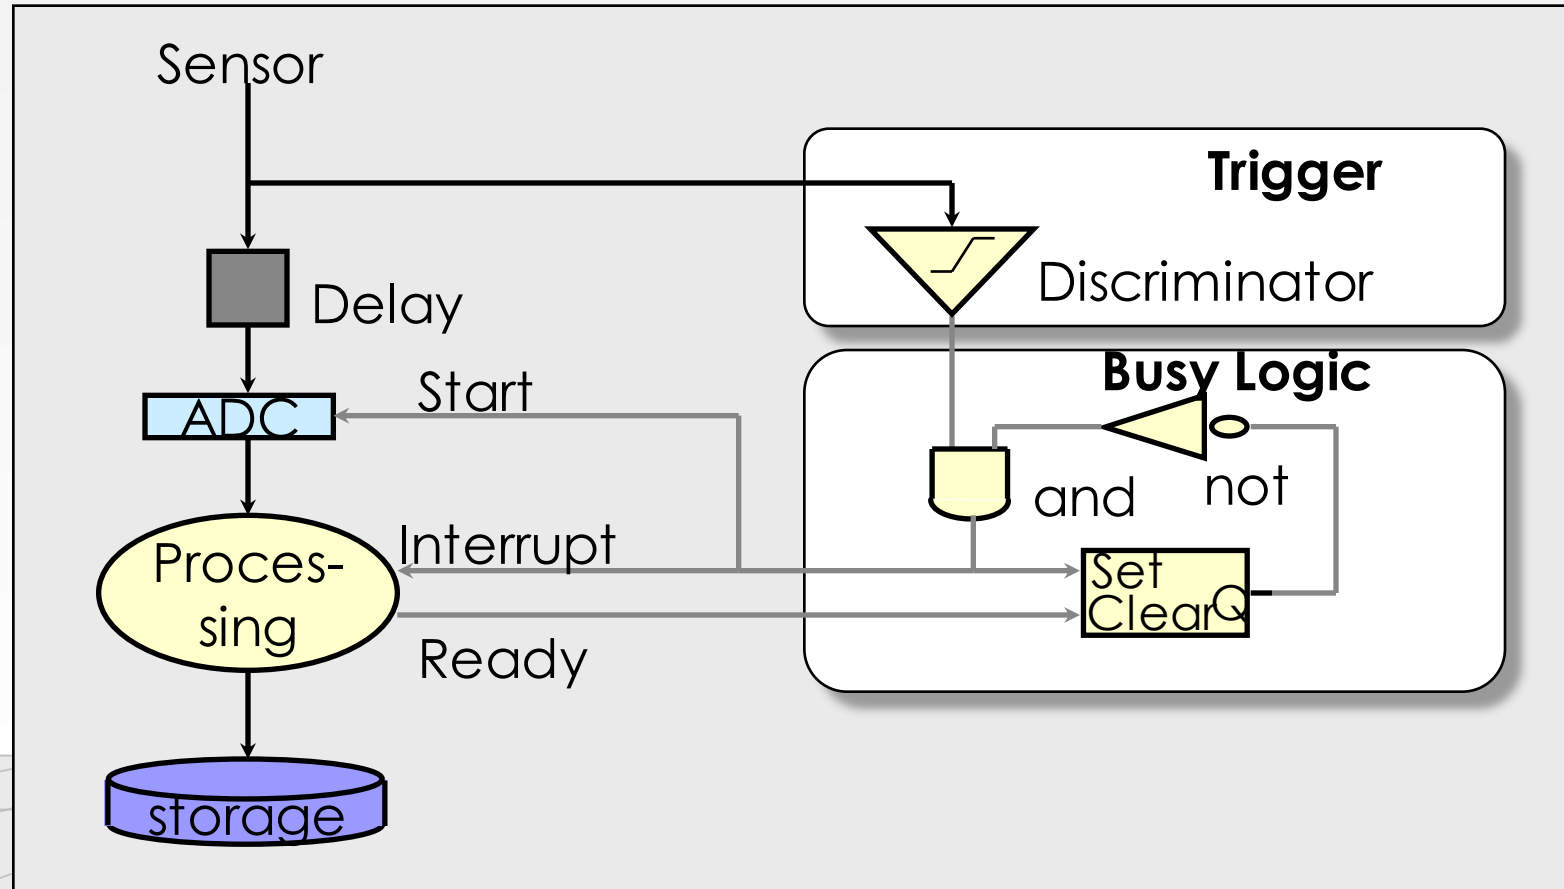 Sensor
Trigger
Discriminator
Delay
Busy Logic
Start
ADC
and
not
Interrupt
Proces-
sing
Set
Clear
Q
Ready
storage